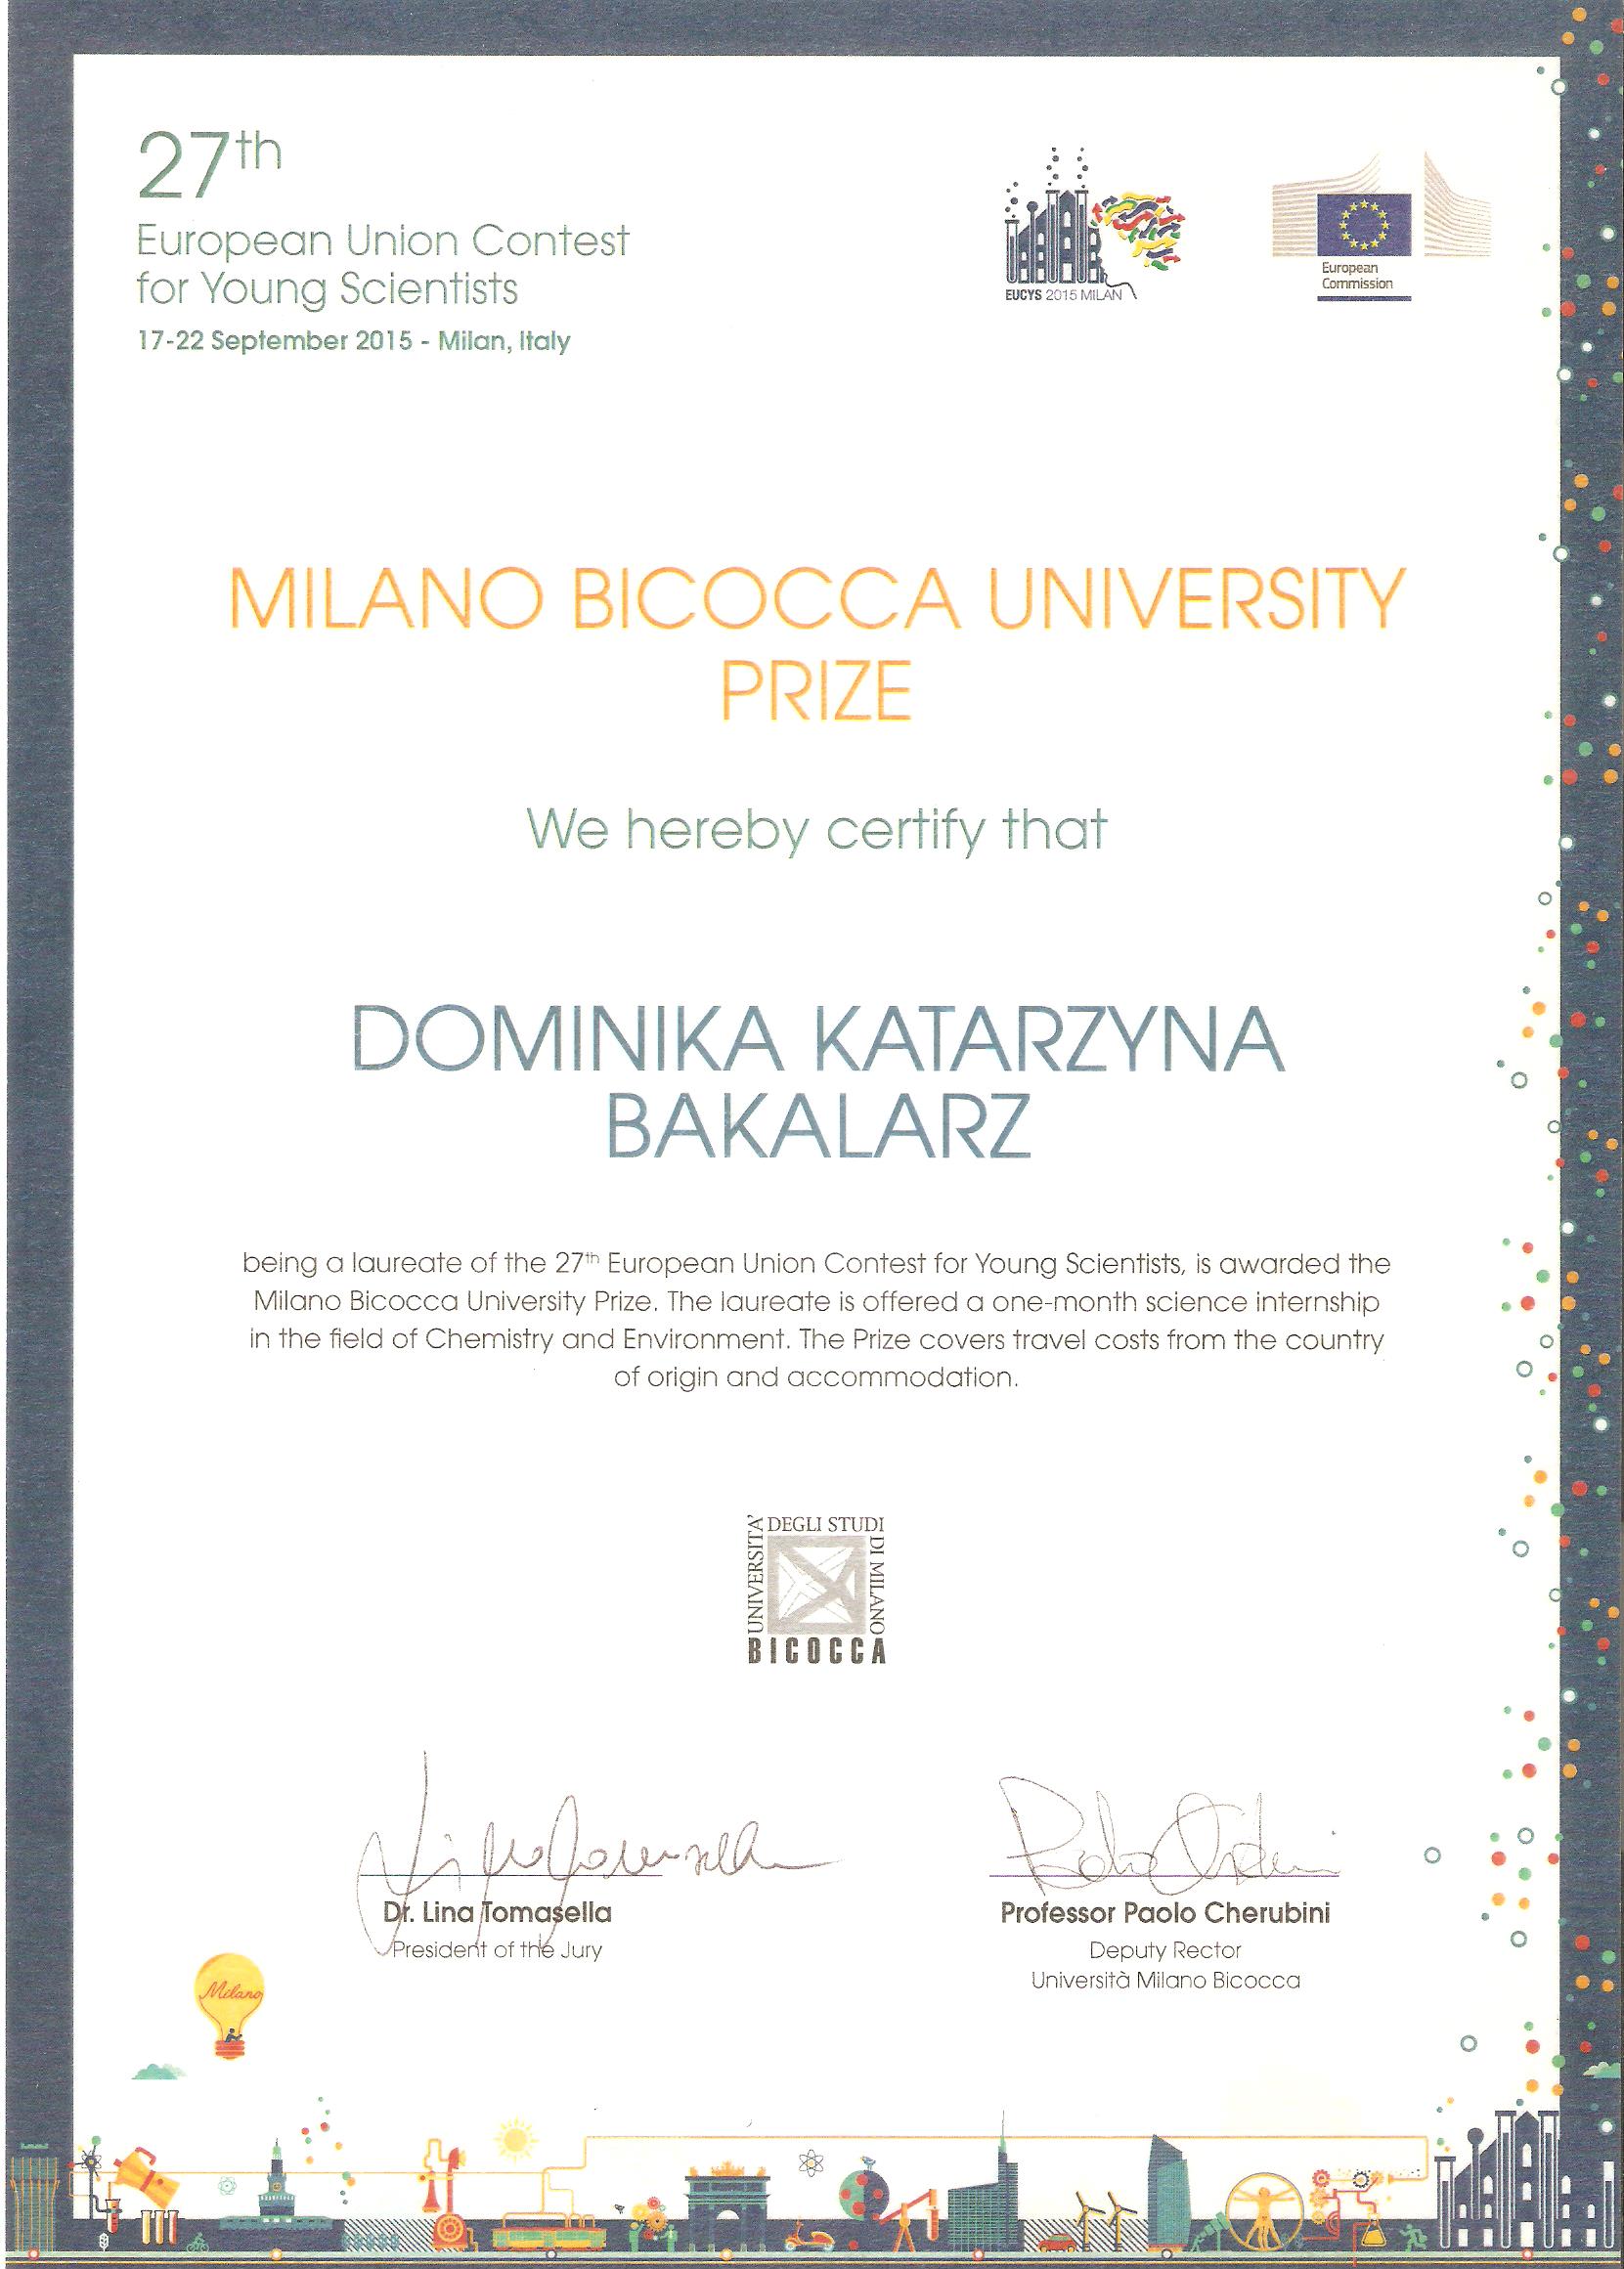 27th
European Union Contest
for Young Scientists
17-22 September 2015 - Milan, Italy
EUCYS 2015 MILAN
European
Commission
MILANO BICOCCA UNIVERSITY
PRIZE
We hereby certify that
DOMINIKA KATARZYNA
BAKALARZ
being a laureate of the 27th European Union Contest for Young Scientists, is awarded the
Milano Bicocca University Prize. The laureate is offered a one-month science internship
in the field of Chemistry and Environment. The Prize covers travel costs from the country
of origin and accommodation.
UNIVERSITA' DEGLI STUDI DI MILANO
BICOCCA
Dr. Lina Tomasella
President of the Jury
Professor Paolo Cherubini
Deputy Rector
Università Milano Bicocca
Milano